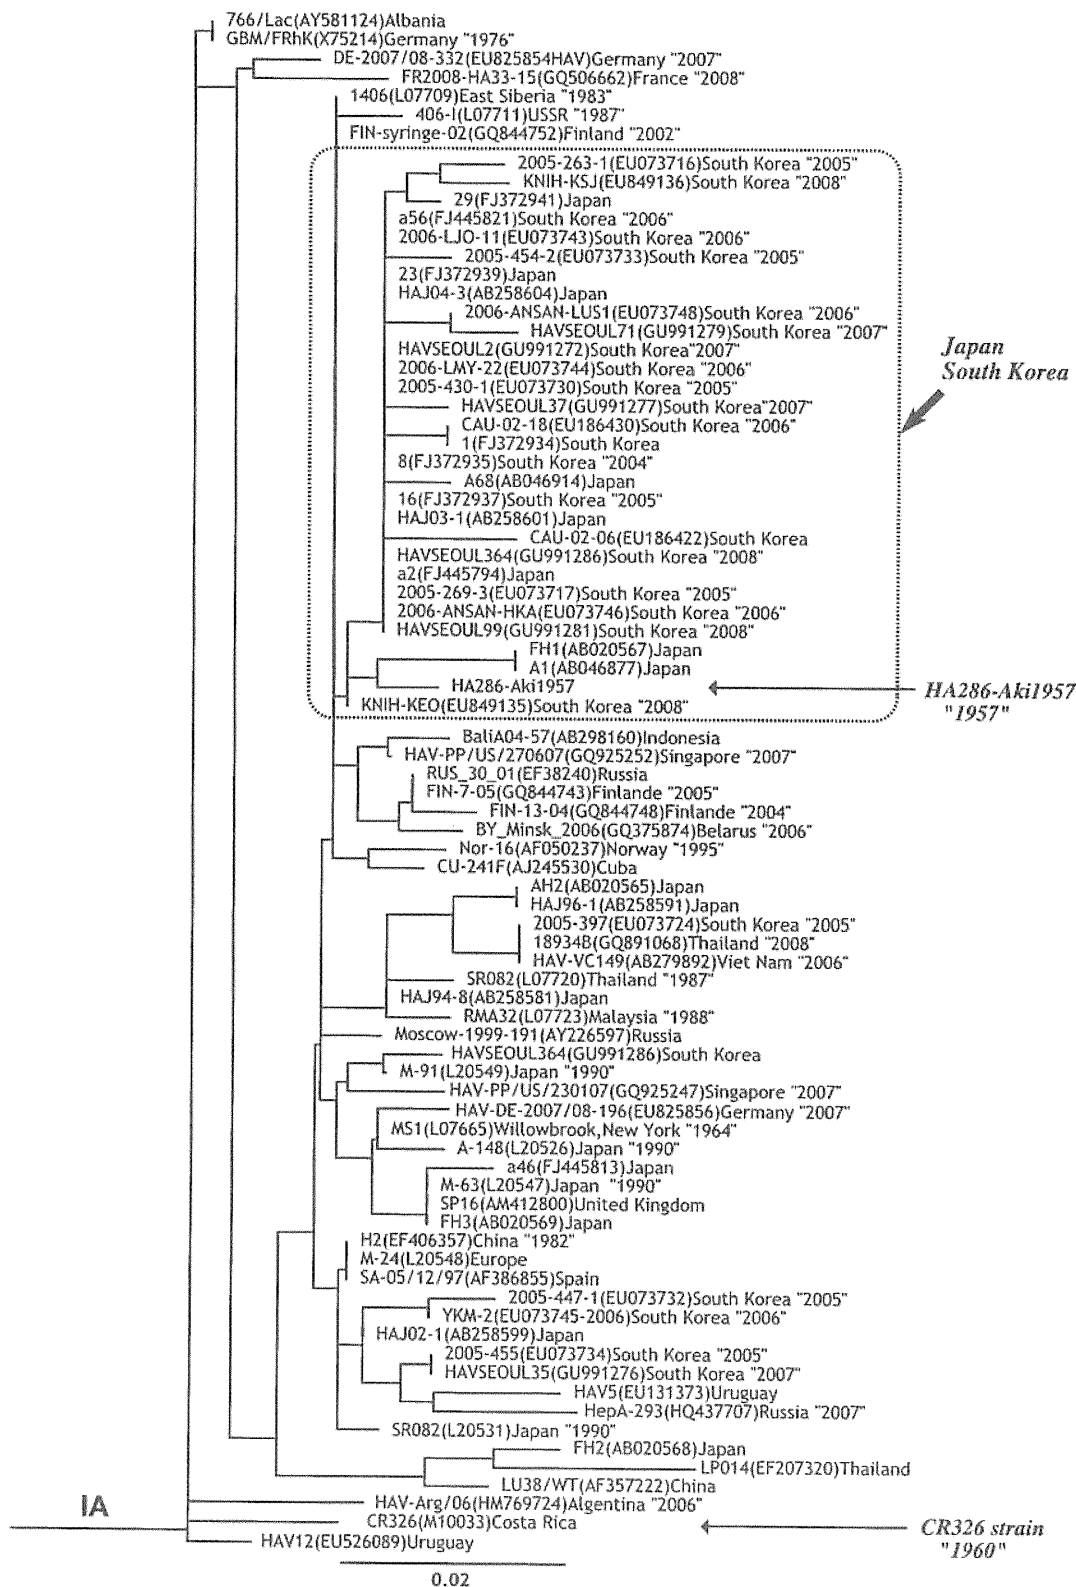 766/Lac(AY581124)Albania
GBM/FRhK(X75214)Germany "1976"
DE-2007/08-332(EU825854HAV)Germany "2007"
FR2008-HA33-15(GQ506662)France "2008"
1406(L07709)East Siberia "1983"
406-I(L07711)USSR "1987"
FIN-syringe-02(GQ844752)Finland "2002"
2005-263-1(EU073716)South Korea "2005"
KNIH-KSJ(EU849136)South Korea "2008"
29(FJ372941)Japan
a56(FJ445821)South Korea "2006"
2006-LJO-11(EU073743)South Korea "2006"
2005-454-2(EU073733)South Korea "2005"
23(FJ372939)Japan
HAJ04-3(AB258604)Japan
2006-ANSAN-LUS1(EU073748)South Korea "2006"
HAVSEOUL71(GU991279)South Korea "2007"
HAVSEOUL2(GU991272)South Korea"2007"
Japan
South Korea
2006-LMY-22(EU073744)South Korea "2006"
2005-430-1(EU073730)South Korea "2005"
HAVSEOUL37(GU991277)South Korea"2007"
CAU-02-18(EU186430)South Korea "2006"
1(FJ372934)South Korea
8(FJ372935)South Korea "2004"
A68(AB046914)Japan
16(FJ372937)South Korea "2005"
HAJ03-1(AB258601)Japan
CAU-02-06(EU186422)South Korea
HAVSEOUL364(GU991286)South Korea "2008"
a2(FJ445794)Japan
2005-269-3(EU073717)South Korea "2005"
2006-ANSAN-HKA(EU073746)South Korea "2006"
HAVSEOUL99(GU991281)South Korea "2008"
FH1(AB020567)Japan
A1(AB046877)Japan
HA286-Aki1957
HA286-Aki1957
"1957"
KNIH-KEO(EU849135)South Korea "2008"
BaliA04-57(AB298160)Indonesia
HAV-PP/US/270607(GQ925252)Singapore "2007"
RUS_30_01(EF38240)Russia
FIN-7-05(GQ844743)Finlande "2005"
FIN-13-04(GQ844748)Finlande "2004"
BY_Minsk_2006(GQ375874)Belarus "2006"
Nor-16(AF050237)Norway "1995"
CU-241F(AJ245530)Cuba
AH2(AB020565)Japan
HAJ96-1(AB258591)Japan
2005-397(EU073724)South Korea "2005"
18934B(GQ891068)Thailand "2008"
HAV-VC149(AB279892)Viet Nam "2006"
SR082(L07720)Thailand "1987"
HAJ94-8(AB258581)Japan
RMA32(L07723)Malaysia "1988"
Moscow-1999-191(AY226597)Russia
HAVSEOUL364(GU991286)South Korea
M-91(L20549)Japan "1990"
HAV-PP/US/230107(GQ925247)Singapore "2007"
HAV-DE-2007/08-196(EU825856)Germany "2007"
MS1(L07665)Willowbrook,New York "1964"
A-148(L20526)Japan "1990"
a46(FJ445813)Japan
M-63(L20547)Japan "1990"
SP16(AM412800)United Kingdom
FH3(AB020569)Japan
H2(EF406357)China "1982"
M-24(L20548)Europe
SA-05/12/97(AF386855)Spain
2005-447-1(EU073732)South Korea "2005"
YKM-2(EU073745-2006)South Korea "2006"
HAJ02-1(AB258599)Japan
2005-455(EU073734)South Korea "2005"
HAVSEOUL35(GU991276)South Korea "2007"
HAV5(EU131373)Uruguay
HepA-293(HQ437707)Russia "2007"
SR082(L20531)Japan "1990"
FH2(AB020568)Japan
LP014(EF207320)Thailand
LU38/WT(AF357222)China
HAV-Arg/06(HM769724)Algentina "2006"
IA
CR326(M10033)Costa Rica
CR326 strain
"1960"
HAV12(EU526089)Uruguay
0.02